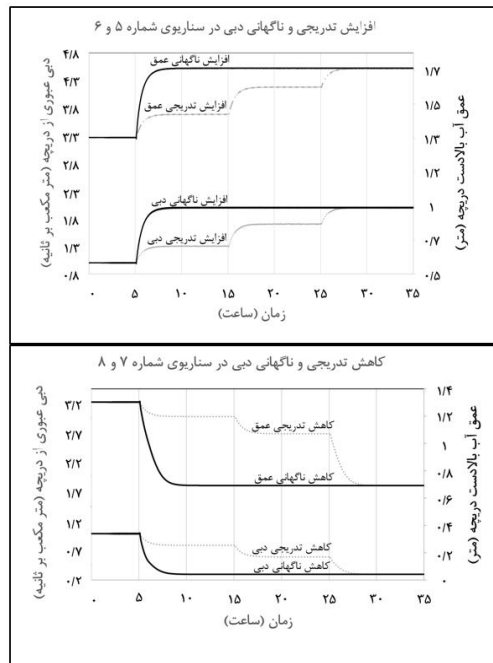 افزایش تدریجی و ناگهانی دبی در سناریوی شماره ۵ و ۶
دبی عبوری از دریچه (متر مکعب بر ثانیه)
۴/۸
۴/۳
۳/۸
۳/۳
۲/۸
۲/۳
۱/۸
۱/۳
۰/۸
افزایش ناگهانی عمق
افزایش تدریجی عمق
افزایش ناگهانی دبی
افزایش تدریجی دبی
۱/۷
۱/۵
۱/۳
۱/۲
۱
۰/۷
۰/۵
عمق آب بالادست دریچه (متر)
۰ ۵ ۱۰ ۱۵ ۲۰ ۲۵ ۳۰ ۳۵
زمان (ساعت)
کاهش تدریجی و ناگهانی دبی در سناریوی شماره ۷ و ۸
دبی عبوری از دریچه (متر مکعب بر ثانیه)
۳/۲
۲/۷
۲/۲
۱/۷
۱/۲
۰/۷
۰/۲
کاهش تدریجی عمق
کاهش ناگهانی عمق
کاهش تدریجی دبی
کاهش ناگهانی دبی
۱/۴
۱/۲
۱
۰/۸
۰/۶
۰/۴
۰/۲
۰
عمق آب بالادست دریچه (متر)
۰ ۵ ۱۰ ۱۵ ۲۰ ۲۵ ۳۰ ۳۵
زمان (ساعت)